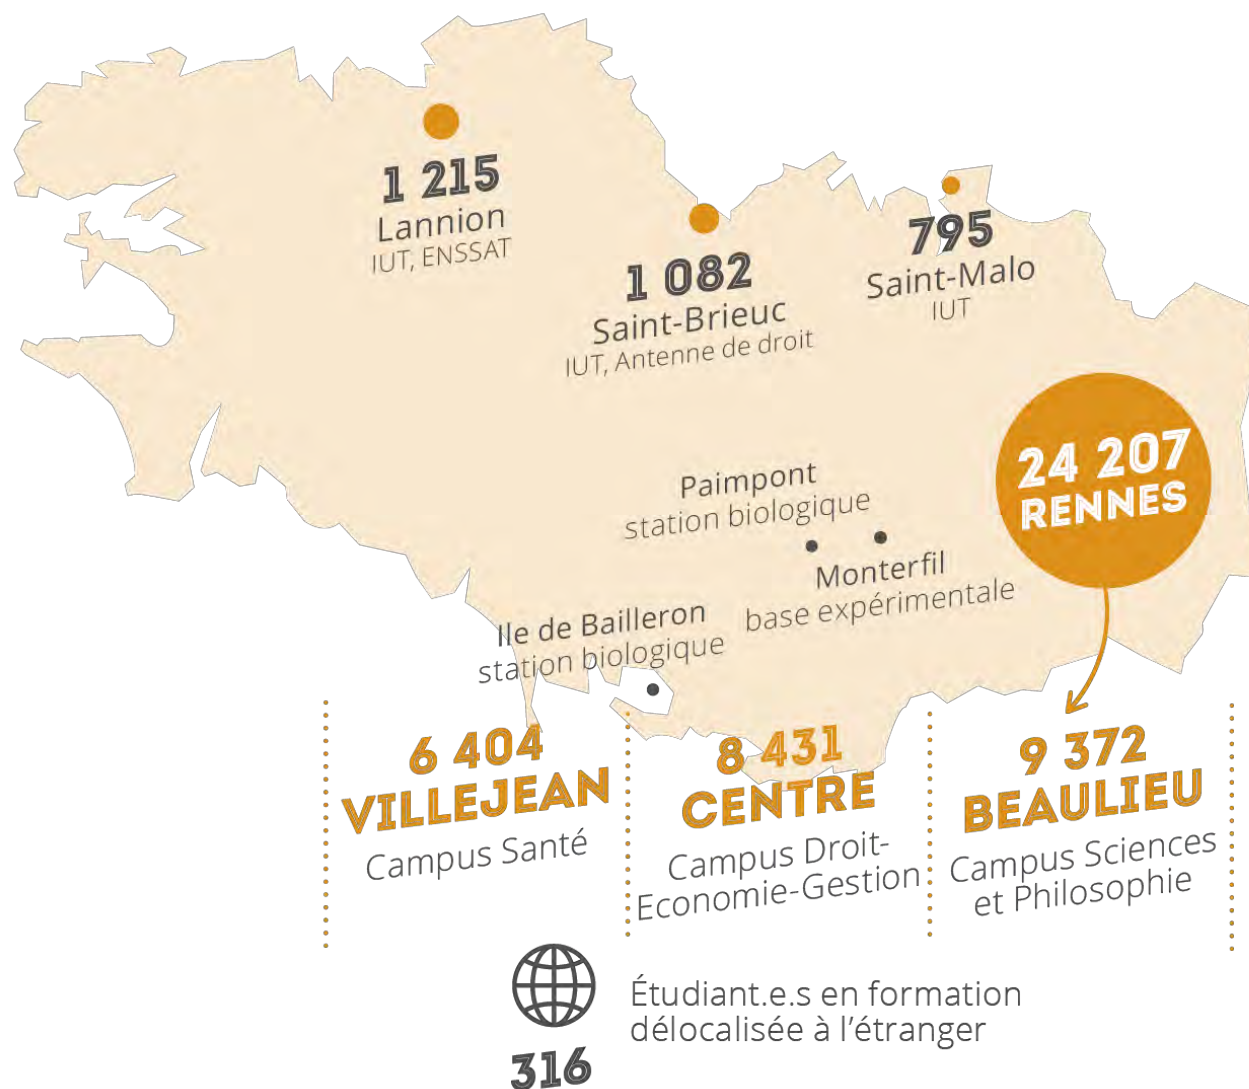 1 215
Lannion
IUT, ENSSAT
1 082
Saint-Brieuc
IUT, Antenne de droit
795
Saint-Malo
IUT
24 207
RENNES
Paimpont
station biologique
Monterfil
base expérimentale
Ile de Bailleron
station biologique
6 404
VILLEJEAN
Campus Santé
8 431
CENTRE
Campus Droit-
Economie-Gestion
9 372
BEAULIEU
Campus Sciences
et Philosophie
316
Étudiant.e.s en formation
délocalisée à l’étranger